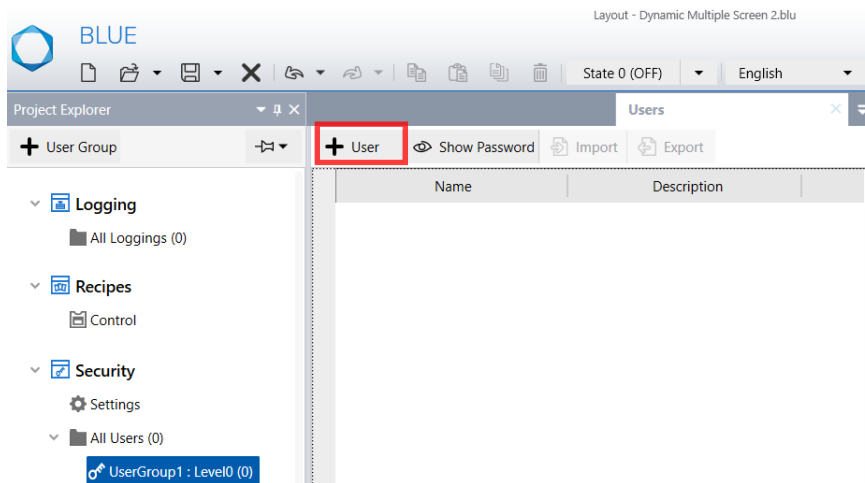 Layout - Dynamic Multiple Screen 2.blu
BLUE
State 0 (OFF) English
Project Explorer
Users
User Group
User Show Password Import Export
Name Description
Logging
All Loggings (0)
Recipes
Control
Security
Settings
All Users (0)
UserGroup1 : Level0 (0)